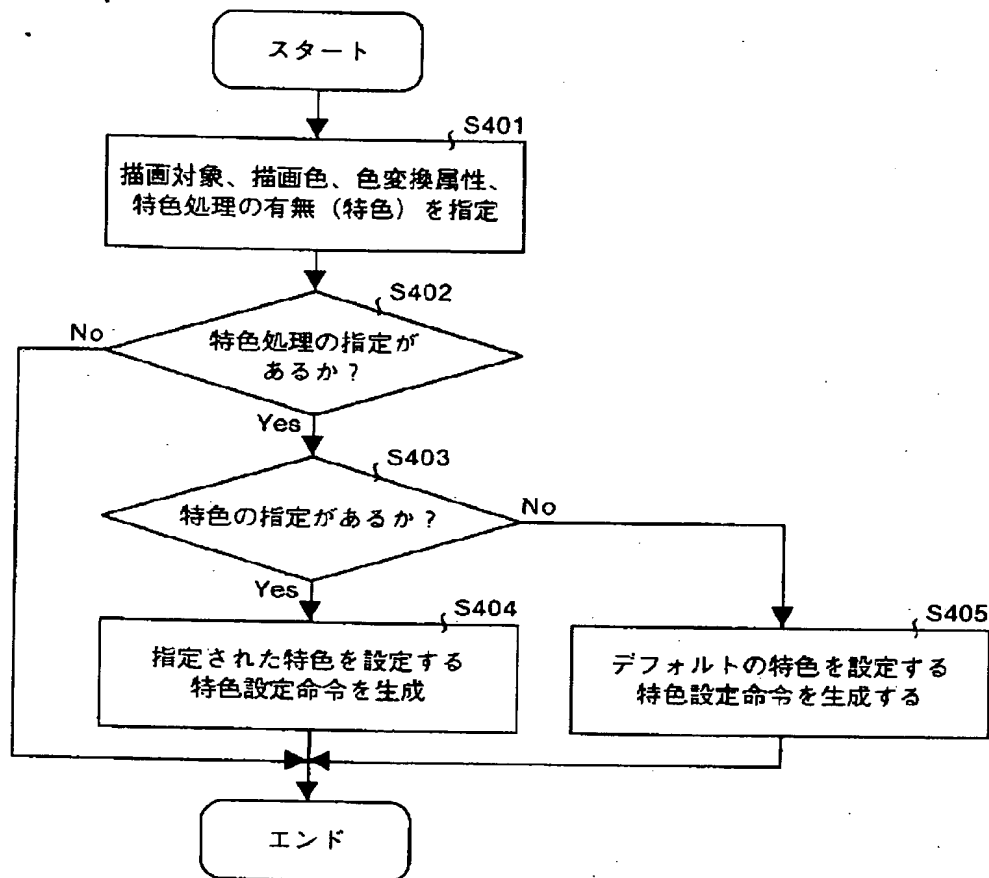 スタート
S401
描画対象、描画色、色変換属性、
特色処理の有無（特色）を指定
S402
No
特色処理の指定が
あるか？
Yes
S403
特色の指定があるか？
No
Yes
S404
指定された特色を設定する
特色設定命令を生成
S405
デフォルトの特色を設定する
特色設定命令を生成する
エンド